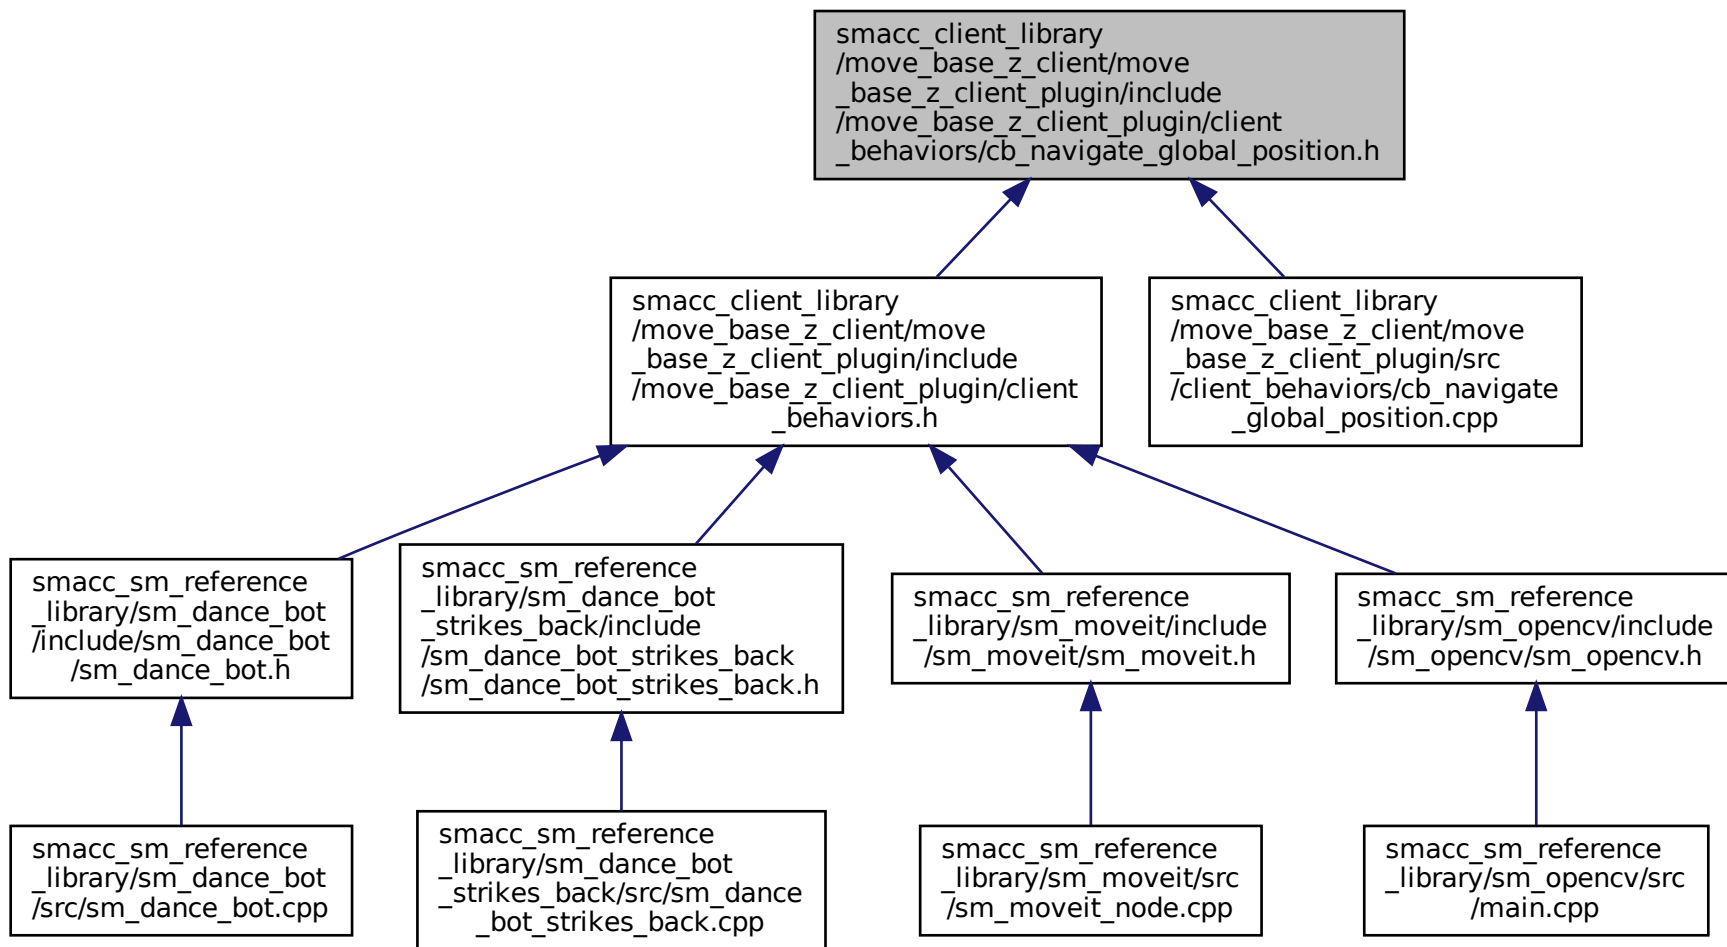 smacc_client_library
/move_base_z_client/move
_base_z_client_plugin/include
/move_base_z_client_plugin/client
_behaviors/cb_navigate_global_position.h
smacc_client_library
/move_base_z_client/move
_base_z_client_plugin/include
/move_base_z_client_plugin/client
_behaviors.h
smacc_client_library
/move_base_z_client/move
_base_z_client_plugin/src
/client_behaviors/cb_navigate
_global_position.cpp
smacc_sm_reference
_library/sm_dance_bot
/include/sm_dance_bot
/sm_dance_bot.h
smacc_sm_reference
_library/sm_dance_bot
_strikes_back/include
/sm_dance_bot_strikes_back
/sm_dance_bot_strikes_back.h
smacc_sm_reference
_library/sm_moveit/include
/sm_moveit/sm_moveit.h
smacc_sm_reference
_library/sm_opencv/include
/sm_opencv/sm_opencv.h
smacc_sm_reference
_library/sm_dance_bot
/src/sm_dance_bot.cpp
smacc_sm_reference
_library/sm_dance_bot
_strikes_back/src/sm_dance
_bot_strikes_back.cpp
smacc_sm_reference
_library/sm_moveit/src
/sm_moveit_node.cpp
smacc_sm_reference
_library/sm_opencv/src
/main.cpp